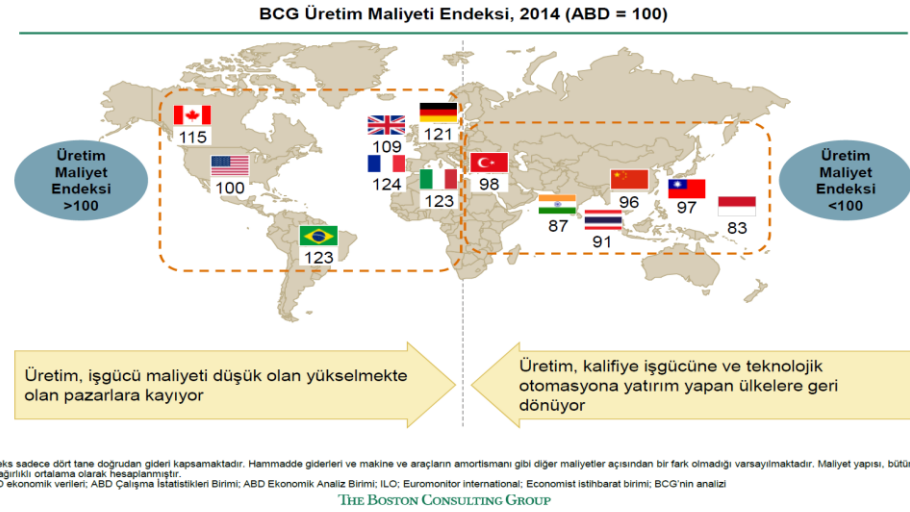 BCG Üretim Maliyeti Endeksi, 2014 (ABD = 100)
Üretim
Maliyet
Endeksi
>100
115
100
123
109
121
124
123
98
87
91
96
97
83
Üretim
Maliyet
Endeksi
<100
Üretim, işgücü maliyeti düşük olan yükselmekte
olan pazarlara kayıyor
Üretim, kalifiye işgücüne ve teknolojik
otomasyona yatırım yapan ülkelere geri
dönüyor
eks sadece dört tane doğrudan gideri kapsamaktadır. Hammadde giderleri ve makine ve araçların amortismanı gibi diğer maliyetler açısından bir fark olmadığı varsayılmaktadır. Maliyet yapısı, bütün
ağırlıklı ortalama olarak hesaplanmıştır.
D ekonomik verileri; ABD Çalışma İstatistikleri Birimi; ABD Ekonomik Analiz Birimi; ILO; Euromonitor international; Economist istihbarat birimi; BCG'nin analizi
THE BOSTON CONSULTING GROUP